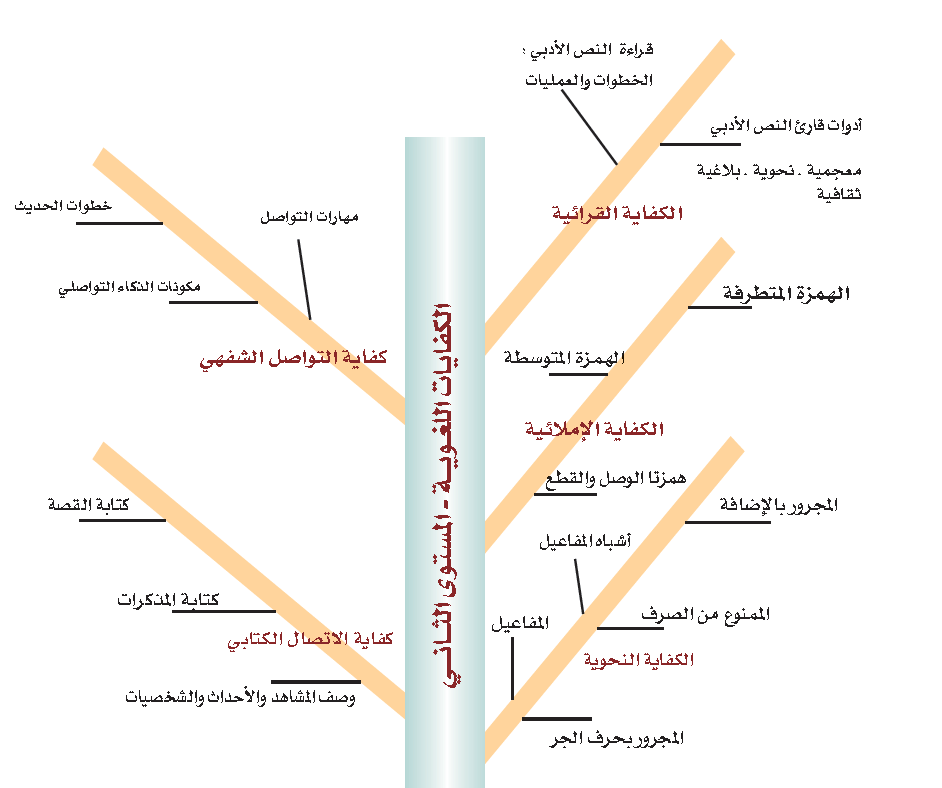 قراءة النص الأدبي :
الخطوات والعمليات
أدوات قارئ النص الأدبي
معجمية . نحوية . بلاغية
ثقافية
الكفاية القرائية
الهمزة المتطرفة
الهمزة المتوسطة
الكفاية الإملائية
همزتا الوصل والقطع
المجرور بالإضافة
أشباه المفاعيل
الممنوع من الصرف
المفاعيل
الكفاية النحوية
المجرور بحرف الجر
الكفايات اللغوية - المستوى الثاني
خطوات الحديث
مهارات التواصل
مكونات الذكاء التواصلي
كفاية التواصل الشفهي
كتابة القصة
كتابة المذكرات
كفاية الاتصال الكتابي
وصف المشاهد والأحداث والشخصيات